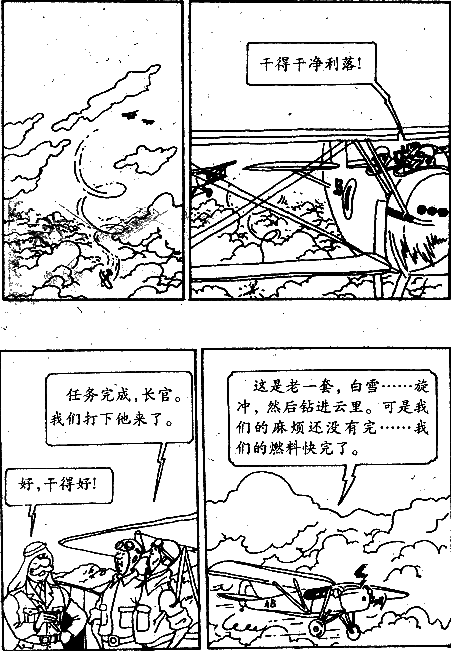 干得干净利落!
任务完成,长官。
我们打下他来了。
好,干得好!
这是老一套,白雪……旋
冲,然后钻进云里。可是我
们的麻烦还没有完……我
们的燃料快完了。